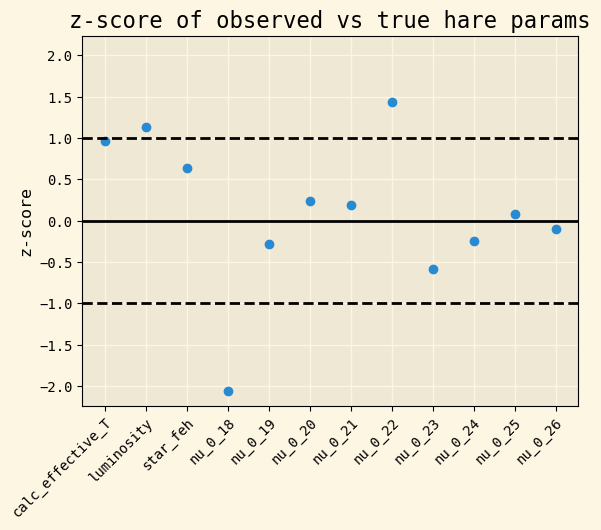 z-score of observed vs true hare params
z-score
2.0
1.5
1.0
0.5
0.0
−0.5
−1.0
−1.5
−2.0
calc_effective_T
luminosity
star_feh
nu_0_18
nu_0_19
nu_0_20
nu_0_21
nu_0_22
nu_0_23
nu_0_24
nu_0_25
nu_0_26